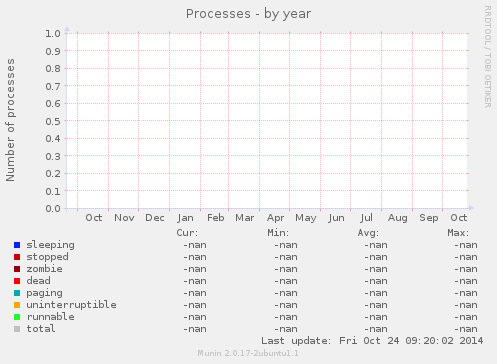 Processes - by year
RRDTOOL / TOBI OETIKER
Number of processes
1.0
0.9
0.8
0.7
0.6
0.5
0.4
0.3
0.2
0.1
0.0
Oct Nov Dec Jan Feb Mar Apr May Jun Jul Aug Sep Oct
Cur: Min: Avg: Max:
sleeping -nan -nan -nan -nan
stopped -nan -nan -nan -nan
zombie -nan -nan -nan -nan
dead -nan -nan -nan -nan
paging -nan -nan -nan -nan
uninterruptible -nan -nan -nan -nan
runnable -nan -nan -nan -nan
total -nan -nan -nan -nan
Last update: Fri Oct 24 09:20:02 2014
Munin 2.0.17-2ubuntu1.1